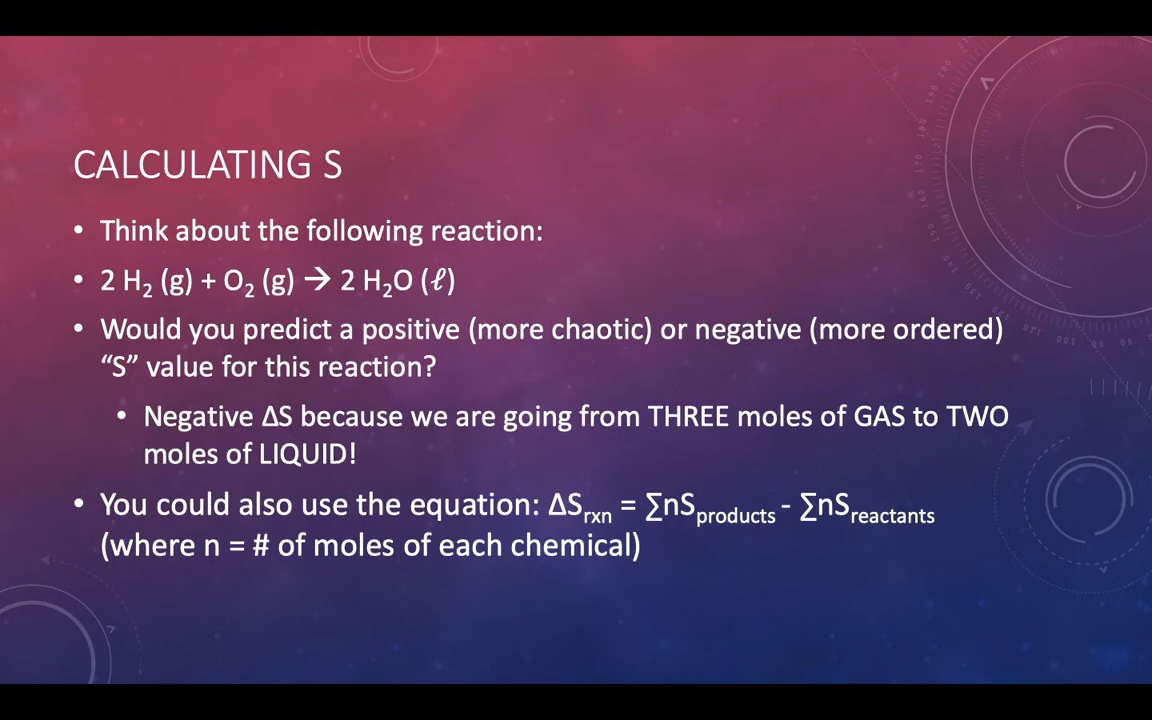 CALCULATING S
• Think about the following reaction:
• 2 H₂ (g) + O₂ (g) → 2 H₂O (ℓ)
• Would you predict a positive (more chaotic) or negative (more ordered)
“S” value for this reaction?
• Negative ΔS because we are going from THREE moles of GAS to TWO
moles of LIQUID!
• You could also use the equation: ΔSrxn = ∑nSproducts - ∑nSreactants
(where n = # of moles of each chemical)